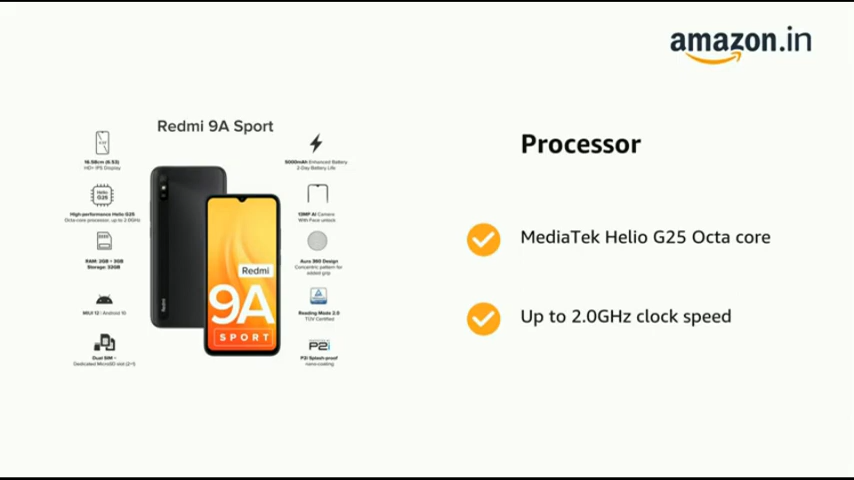 amazon.in
Redmi 9A Sport
16.58cm (6.53)
HD+ IPS Display
Helio
G25
High-performance Helio G25
Octa-core processor, up to 2.0GHz
RAM: 2GB + 3GB
Storage: 32GB
MIUI 12 | Android 10
Dual SIM +
Dedicated MicroSD slot (2+1)
Redmi
Redmi
9A
SPORT
5000mAh Enhanced Battery
2-Day Battery Life
13MP AI Camera
With Face unlock
Aura 360 Design
Concentric pattern for
added grip
Reading Mode 2.0
TÜV Certified
P2i
P2i Splash-proof
nano coating
Processor
MediaTek Helio G25 Octa core
Up to 2.0GHz clock speed